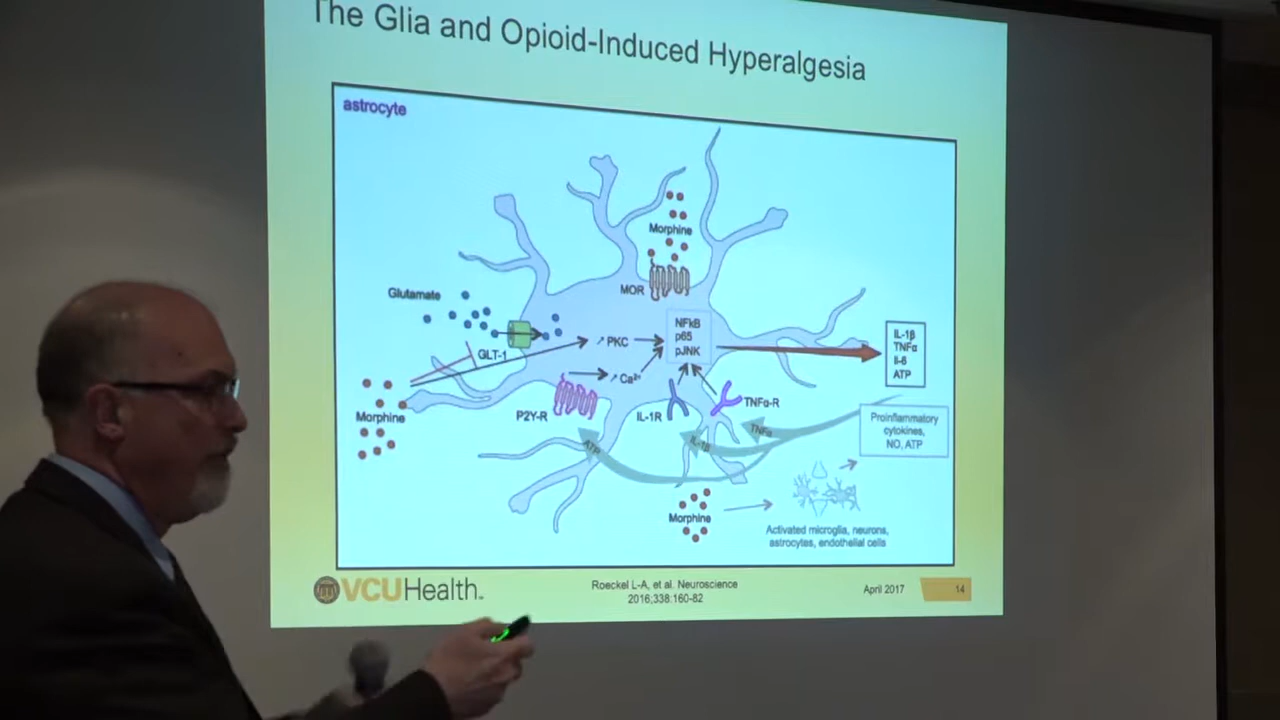 The Glia and Opioid-Induced Hyperalgesia
astrocyte
Morphine
MOR
Glutamate
GLT-1
↗ PKC
↗ Ca²⁺
NFkB
p65
pJNK
IL-1β
TNFα
Il-6
ATP
Morphine
P2Y-R
IL-1R
TNFα-R
ATP
IL-1β
TNFα
Proinflammatory
cytokines,
NO, ATP
Morphine
Activated microglia, neurons,
astrocytes, endothelial cells
VCUHealth™
Roeckel L-A, et al. Neuroscience
2016;338:160-82
April 2017
14